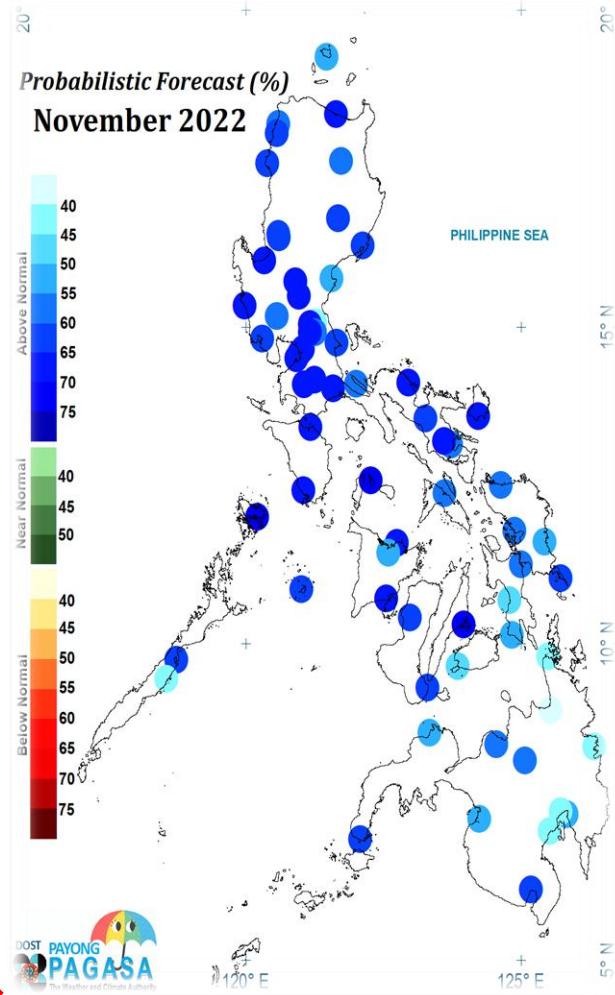 20°
20°
Probabilistic Forecast (%)
November 2022
PHILIPPINE SEA
Above Normal
40
45
50
55
60
65
70
75
15° N
Near Normal
40
45
50
Below Normal
40
45
50
55
60
65
70
75
10° N
DOST
PAYONG
PAGASA
The Weather and Climate Authority
120° E
125° E
5° N